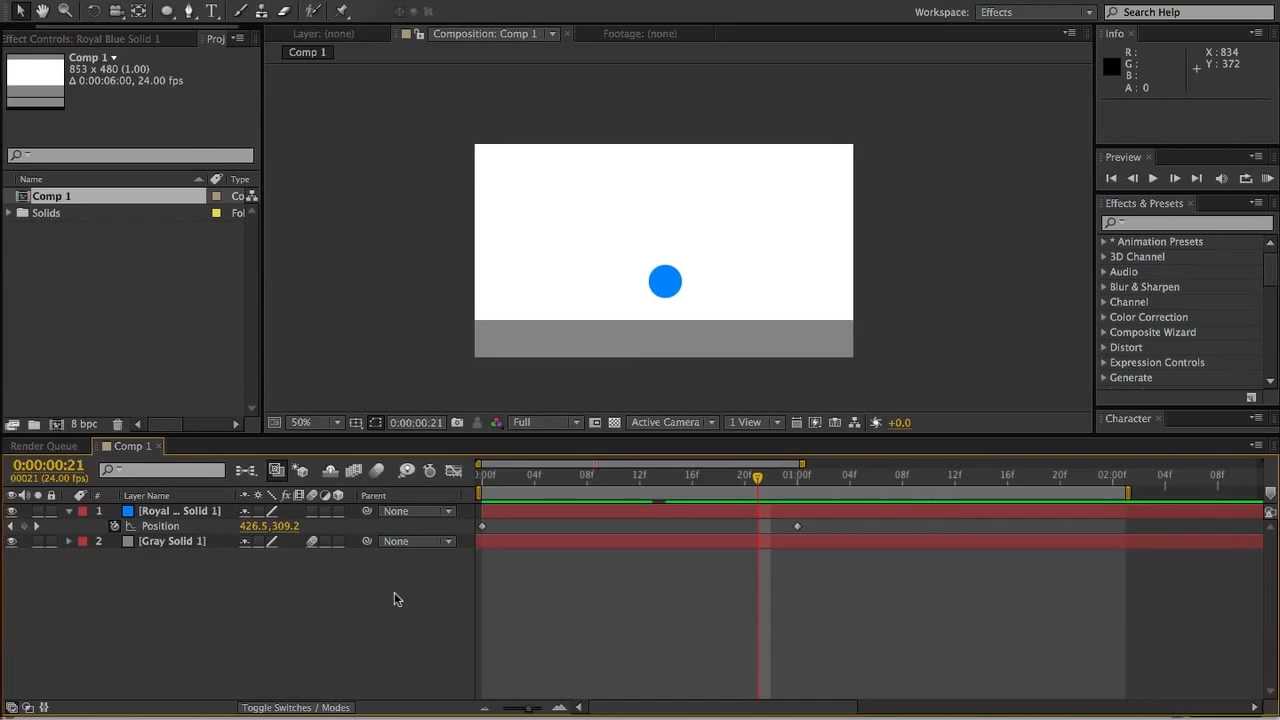 Workspace: Effects
Search Help
Effect Controls: Royal Blue Solid 1
Proj
Layer: (none)
Composition: Comp 1
Footage: (none)
Info
Comp 1
853 x 480 (1.00)
Δ 0:00:06:00, 24.00 fps
Comp 1
R:
G:
B:
A: 0
X: 834
Y: 372
Preview
Name
Type
Comp 1
Co
Solids
Fol
Effects & Presets
* Animation Presets
3D Channel
Audio
Blur & Sharpen
Channel
Color Correction
Composite Wizard
Distort
Expression Controls
Generate
Character
8 bpc
50%
0:00:00:21
Full
Active Camera
1 View
+0.0
Render Queue
Comp 1
0:00:00:21
00021 (24.00 fps)
):00f 04f 08f 12f 16f 20f 01:00f 04f 08f 12f 16f 20f 02:00f 04f 08f
# Layer Name
Parent
1 [Royal ... Solid 1] None
Position 426.5,309.2
2 [Gray Solid 1] None
Toggle Switches / Modes